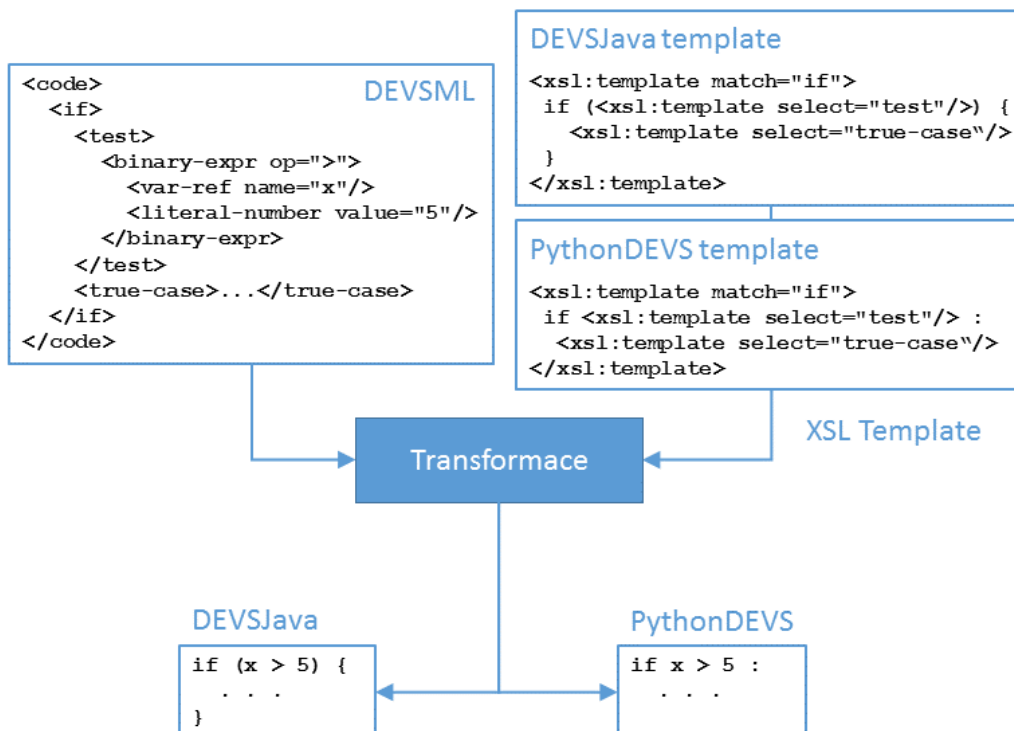 DEVSML
<code>
  <if>
    <test>
      <binary-expr op=">">
        <var-ref name="x"/>
        <literal-number value="5"/>
      </binary-expr>
    </test>
    <true-case>...</true-case>
  </if>
</code>
DEVSJava template
<xsl:template match="if">
 if (<xsl:template select="test"/>) {
   <xsl:template select="true-case“/>
 }
</xsl:template>
PythonDEVS template
<xsl:template match="if">
 if <xsl:template select="test"/> :
  <xsl:template select="true-case“/>
</xsl:template>
XSL Template
Transformace
DEVSJava
if (x > 5) {
  . . .
}
PythonDEVS
if x > 5 :
  . . .